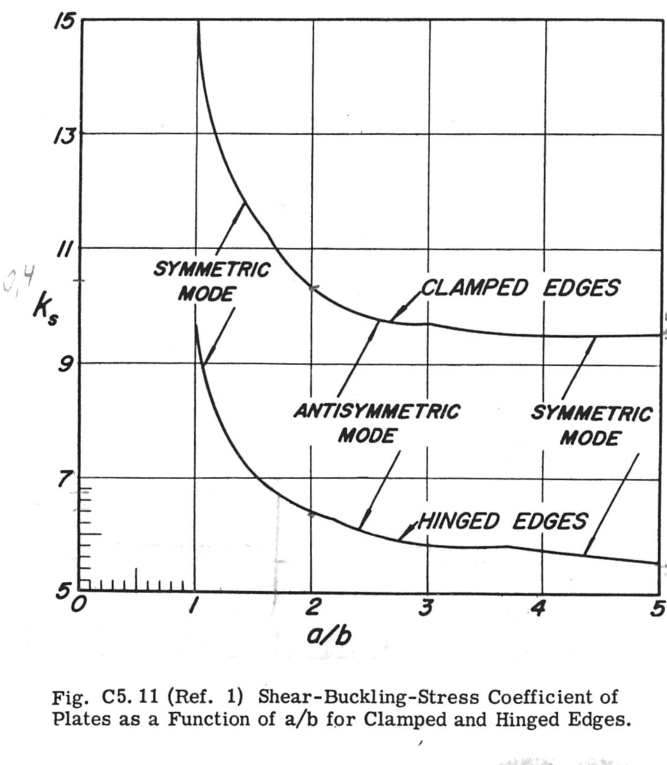 15
13
11
9
7
5
0,4
ks
SYMMETRIC
MODE
CLAMPED EDGES
ANTISYMMETRIC
MODE
SYMMETRIC
MODE
HINGED EDGES
0
1
2
3
4
5
a/b
Fig. C5.11 (Ref. 1) Shear-Buckling-Stress Coefficient of
Plates as a Function of a/b for Clamped and Hinged Edges.